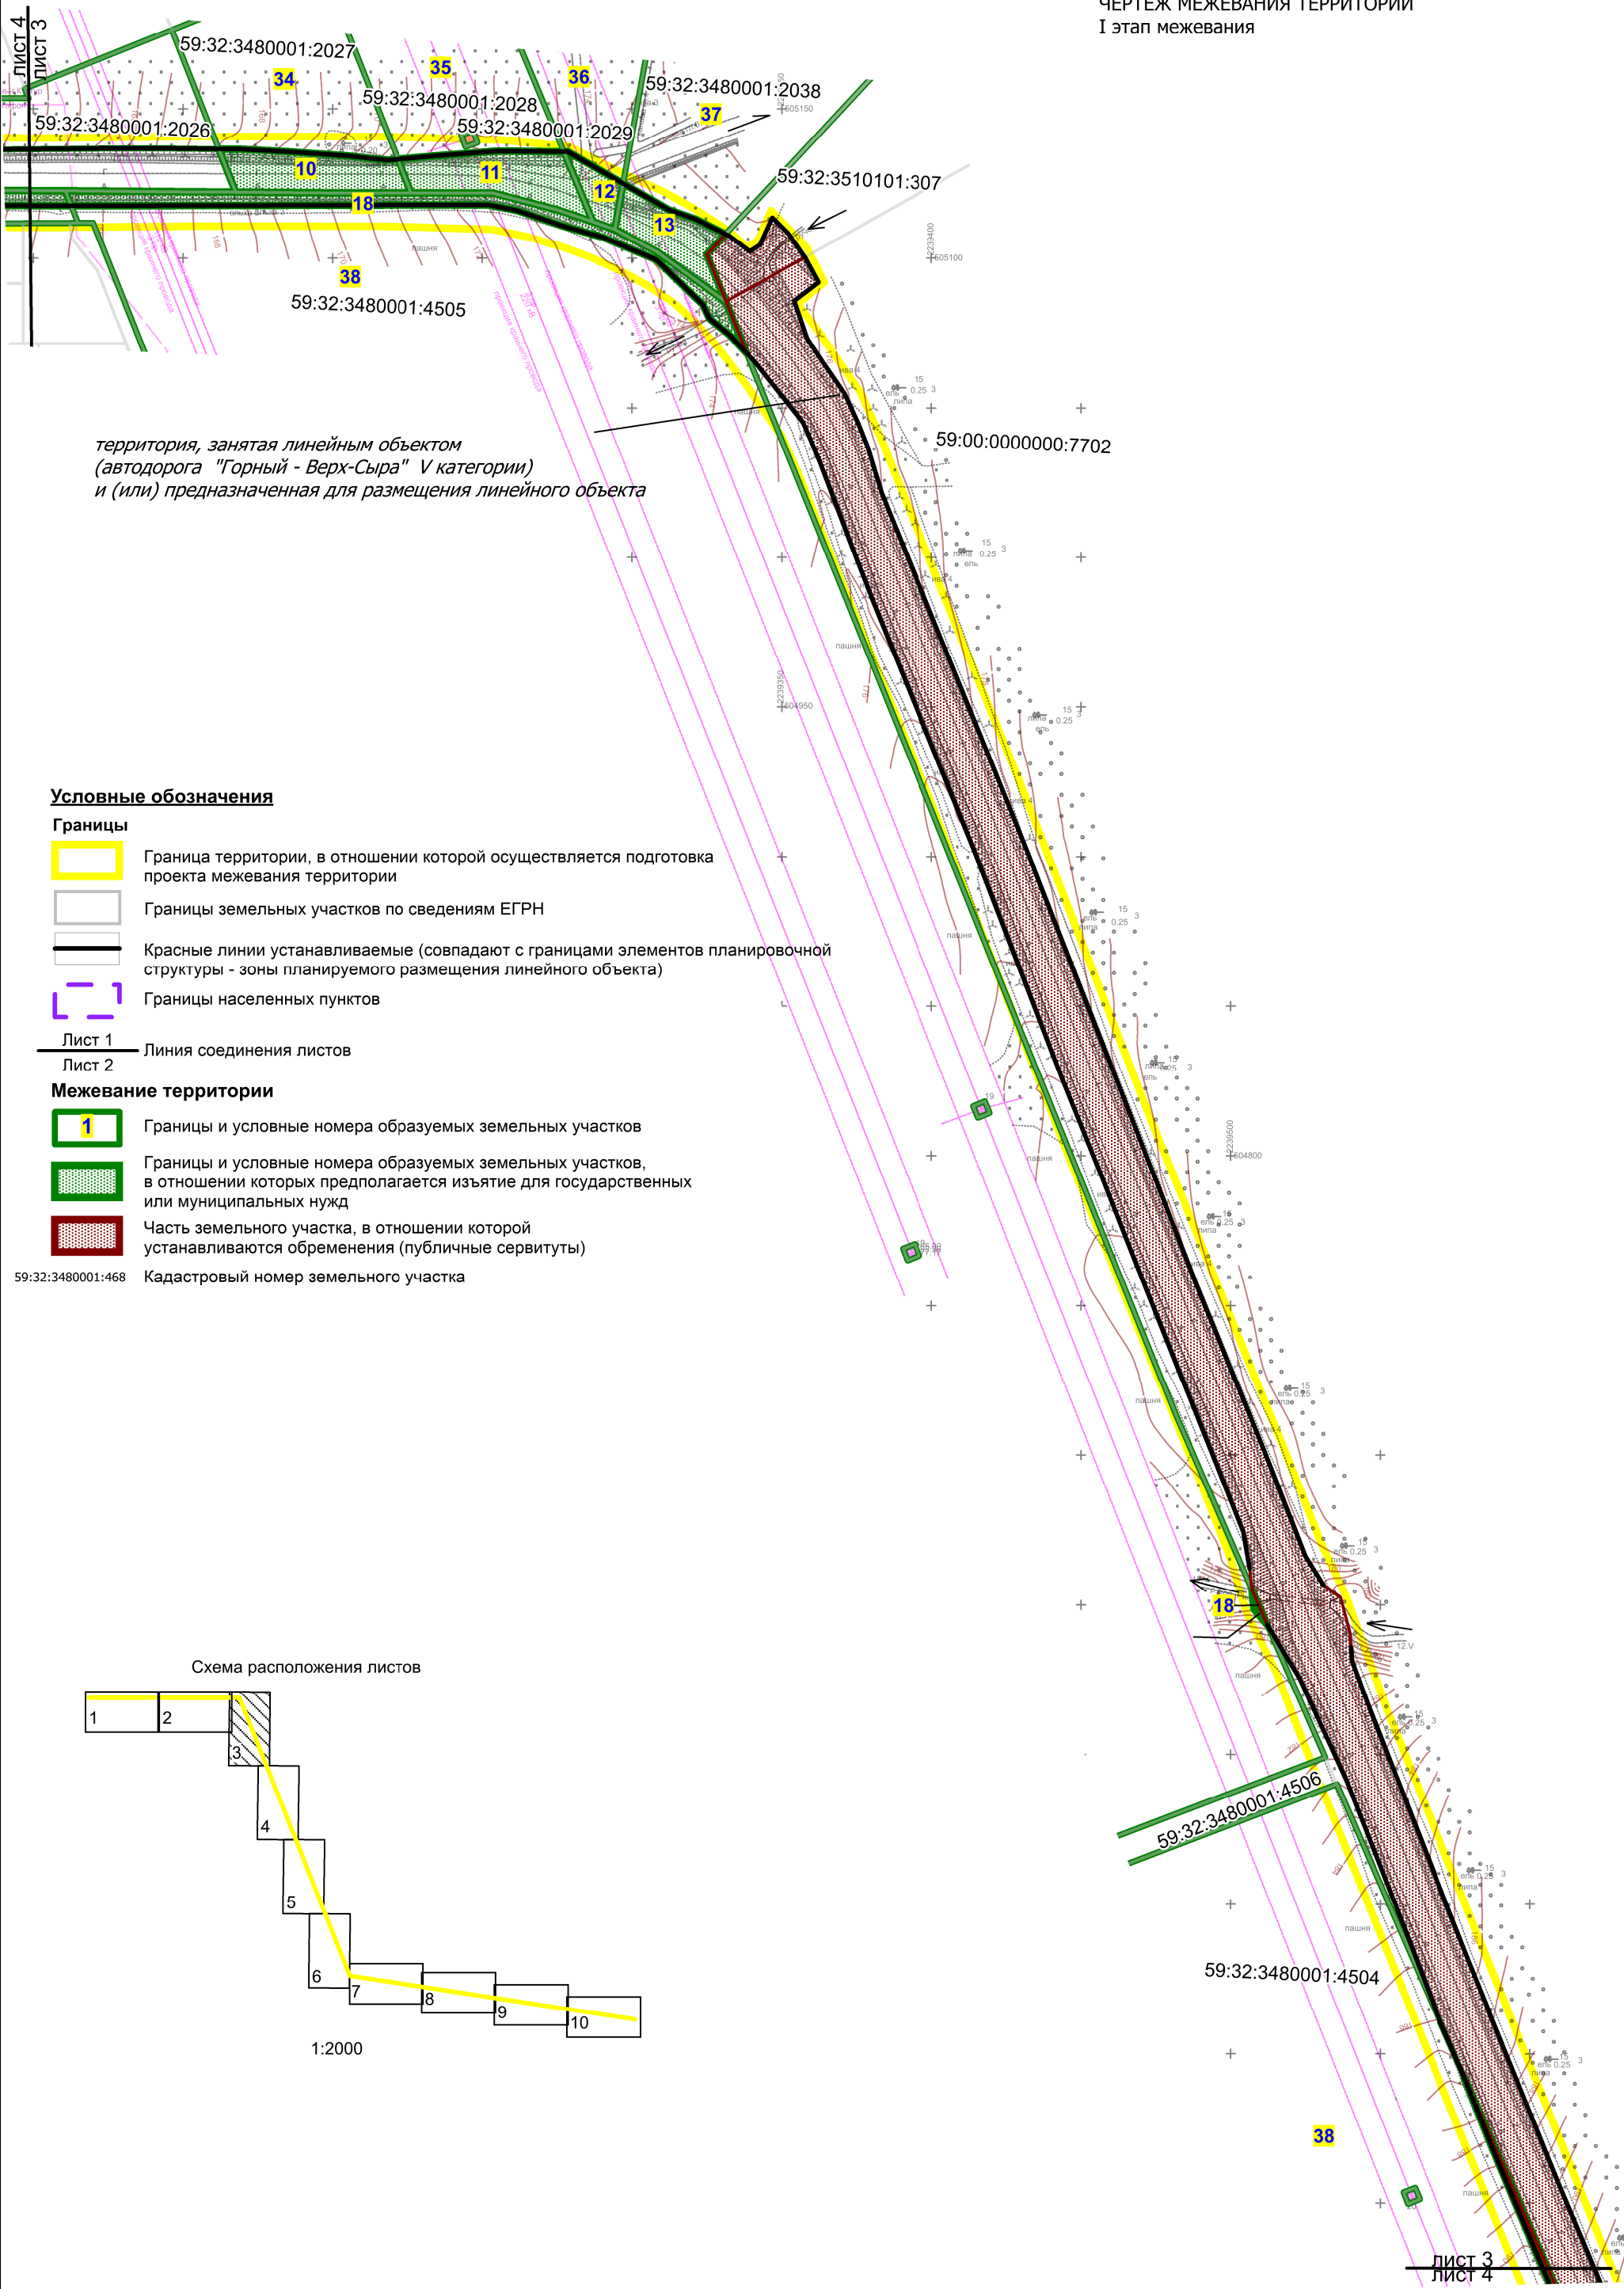 ЧЕРТЕЖ МЕЖЕВАНИЯ ТЕРРИТОРИИ
I этап межевания
лист 4
лист 3
59:32:3480001:2027
34
35
36
59:32:3480001:2038
59:32:3480001:2028
37
59:32:3480001:2026
59:32:3480001:2029
10
11
12
13
18
59:32:3510101:307
38
59:32:3480001:4505
территория, занятая линейным объектом
(автодорога "Горный - Верх-Сыра" V категории)
и (или) предназначенная для размещения линейного объекта
59:00:0000000:7702
Условные обозначения
Границы
Граница территории, в отношении которой осуществляется подготовка
проекта межевания территории
Границы земельных участков по сведениям ЕГРН
Красные линии устанавливаемые (совпадают с границами элементов планировочной
структуры - зоны планируемого размещения линейного объекта)
Границы населенных пунктов
Лист 1
Лист 2
Линия соединения листов
Межевание территории
1
Границы и условные номера образуемых земельных участков
Границы и условные номера образуемых земельных участков,
в отношении которых предполагается изъятие для государственных
или муниципальных нужд
Часть земельного участка, в отношении которой
устанавливаются обременения (публичные сервитуты)
59:32:3480001:468 Кадастровый номер земельного участка
18
Схема расположения листов
1
2
3
4
5
6
7
8
9
10
1:2000
59:32:3480001:4506
59:32:3480001:4504
38
лист 3
лист 4